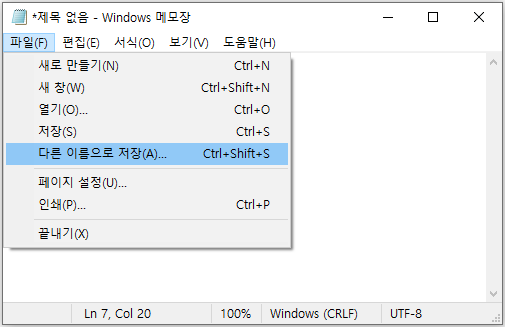 *제목 없음 - Windows 메모장
파일(F) 편집(E) 서식(O) 보기(V) 도움말(H)
새로 만들기(N) Ctrl+N
새 창(W) Ctrl+Shift+N
열기(O)... Ctrl+O
저장(S) Ctrl+S
다른 이름으로 저장(A)... Ctrl+Shift+S
페이지 설정(U)...
인쇄(P)... Ctrl+P
끝내기(X)
Ln 7, Col 20 100% Windows (CRLF) UTF-8